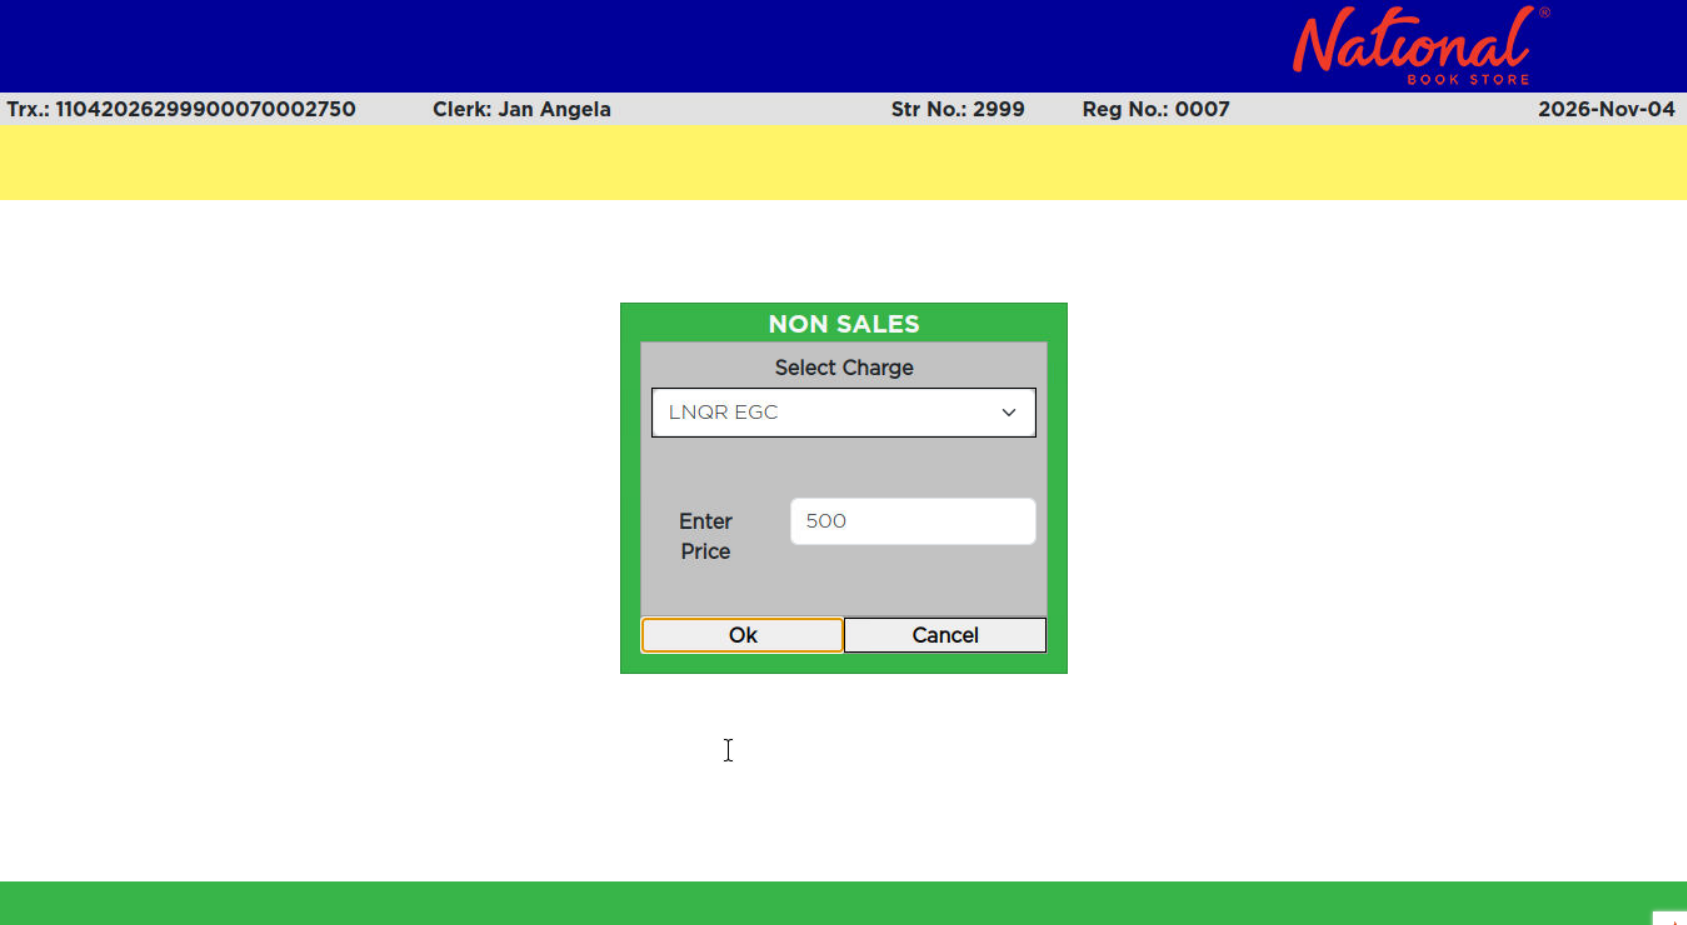 National®
BOOK STORE
Trx.: 11042026299900070002750 Clerk: Jan Angela Str No.: 2999 Reg No.: 0007 2026-Nov-04
NON SALES
Select Charge
LNQR EGC
Enter 500
Price
Ok Cancel